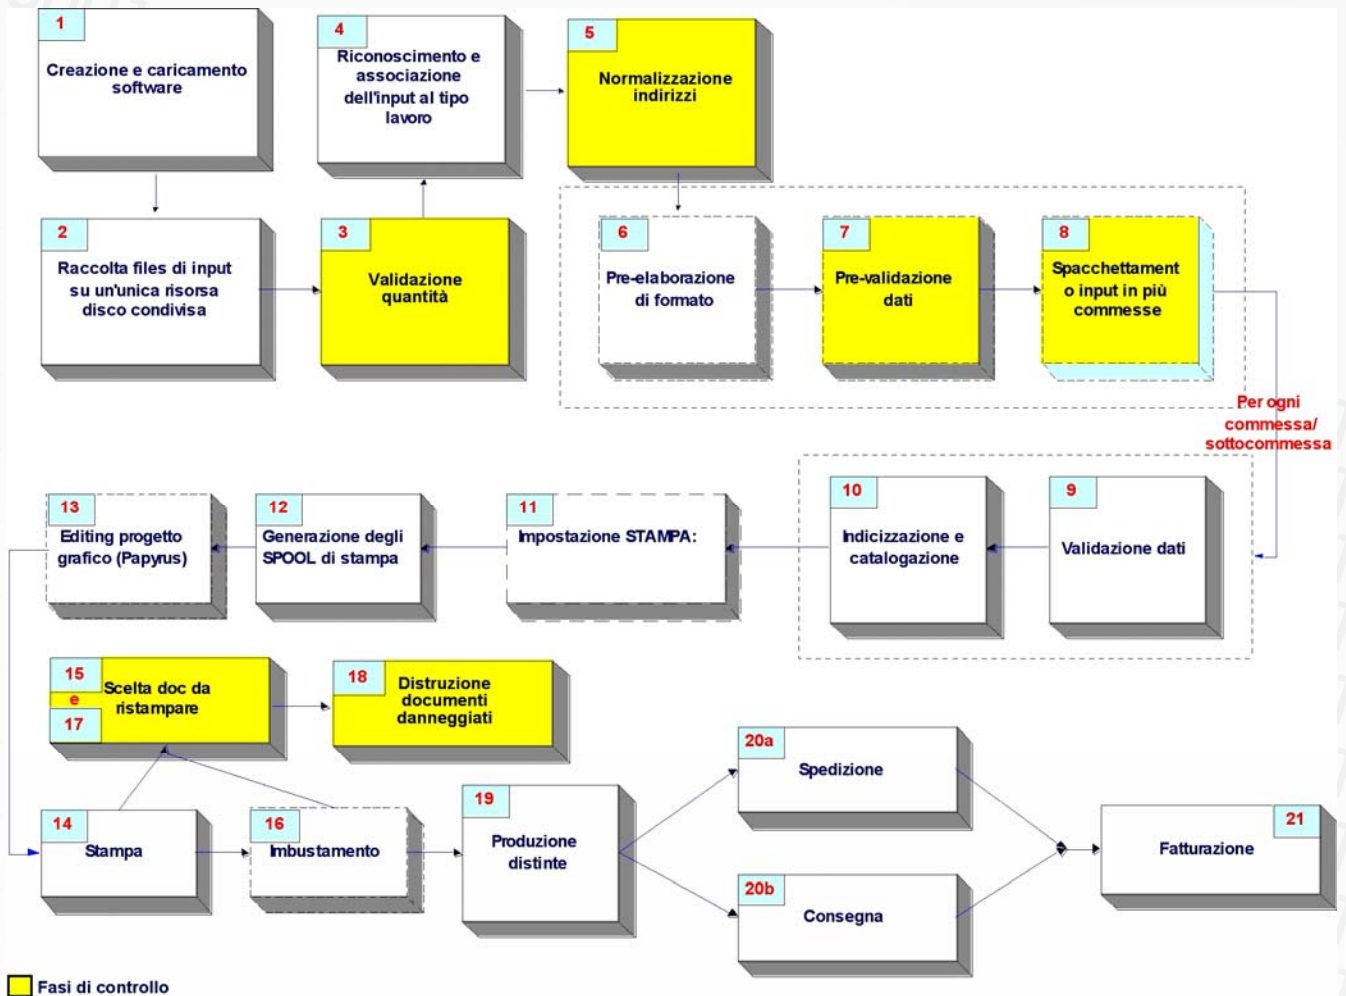 1
Creazione e caricamento
software
4
Riconoscimento e
associazione
dell'input al tipo
lavoro
5
Normalizzazione
indirizzi
2
Raccolta files di input
su un'unica risorsa
disco condivisa
3
Validazione
quantità
6
Pre-elaborazione
di formato
7
Pre-validazione
dati
8
Spacchettament
o input in più
commesse
Per ogni
commessa/
sottocommessa
13
Editing progetto
grafico (Papyrus)
12
Generazione degli
SPOOL di stampa
11
Impostazione STAMPA:
10
Indicizzazione e
catalogazione
9
Validazione dati
15
e
17
Scelta doc da
ristampare
18
Distruzione
documenti
danneggiati
14
Stampa
16
Imbustamento
19
Produzione
distinte
20a
Spedizione
20b
Consegna
21
Fatturazione
Fasi di controllo